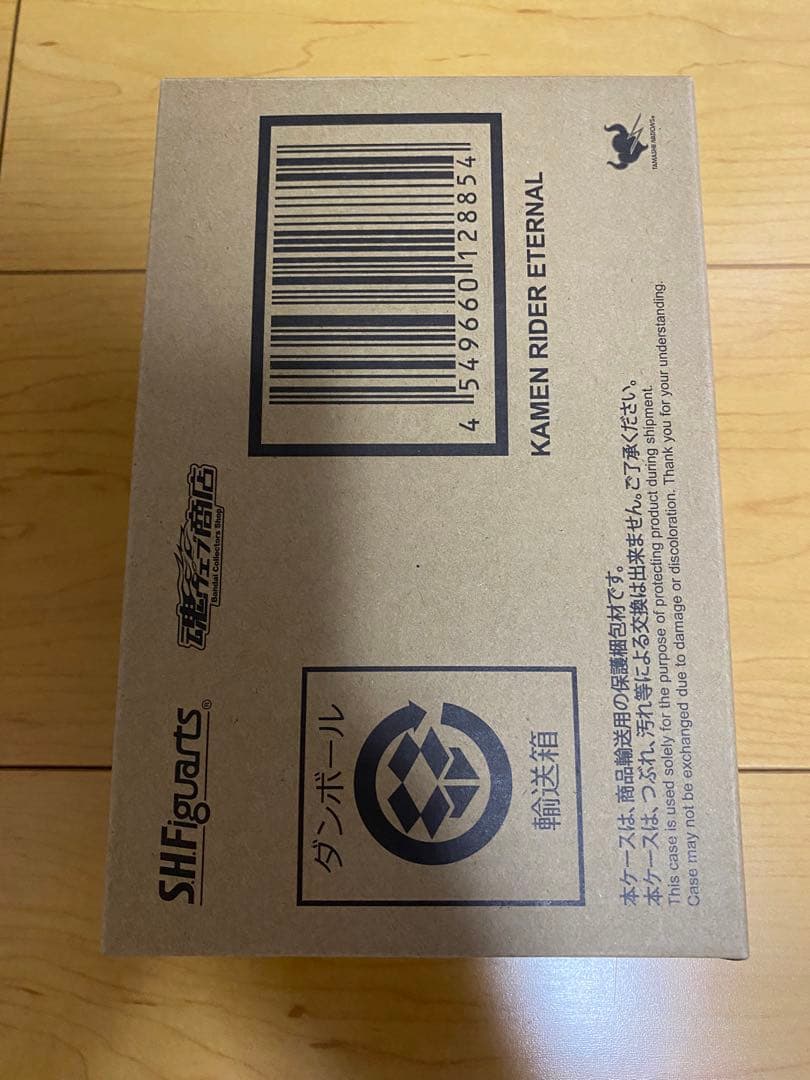 S.H.Figuarts®
魂ウェブ商店
Bandai Collectors Shop
4 549660 128854
KAMEN RIDER ETERNAL
ダンボール
輸送箱
TAMASHII NATIONS
本ケースは、商品輸送用の保護梱包材です。
本ケースは、つぶれ、汚れ等による交換は出来ません。ご了承ください。
This case is used solely for the purpose of protecting product during shipment.
Case may not be exchanged due to damage or discoloration. Thank you for your understanding.